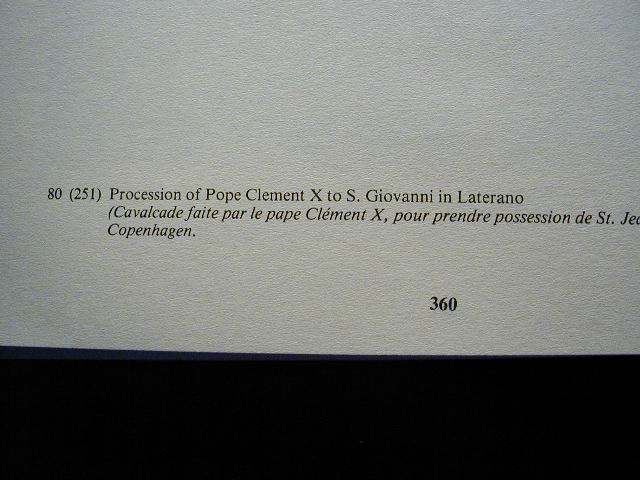 80 (251) Procession of Pope Clement X to S. Giovanni in Laterano
(Cavalcade faite par le pape Clément X, pour prendre possession de St. Jea
Copenhagen.
360